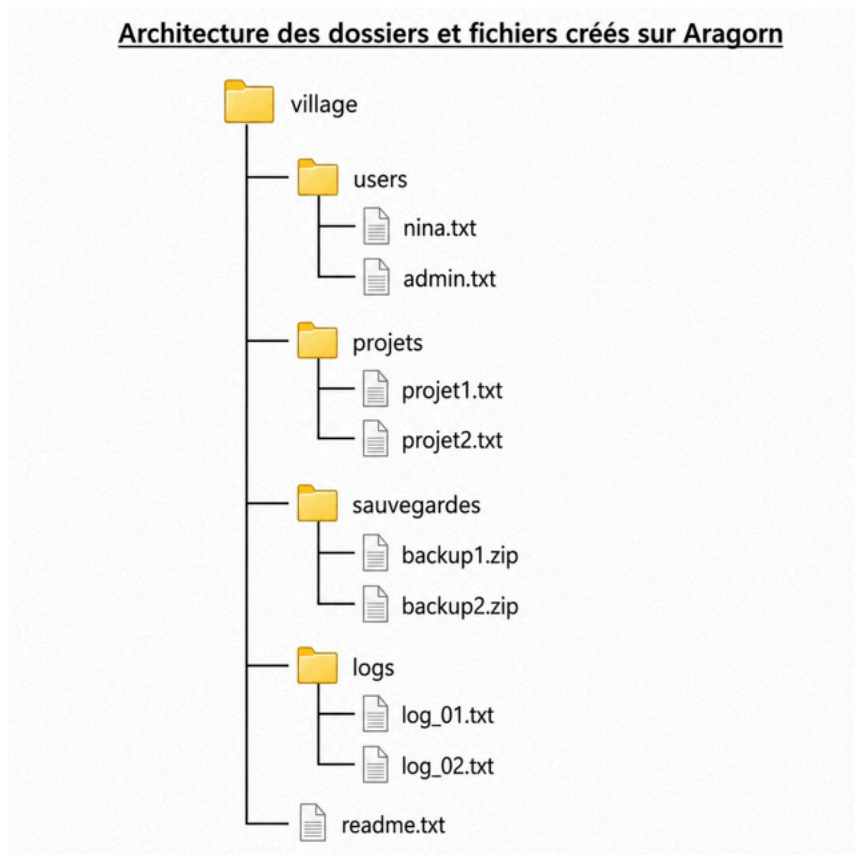 Architecture des dossiers et fichiers créés sur Aragorn
village
users
nina.txt
admin.txt
projets
projet1.txt
projet2.txt
sauvegardes
backup1.zip
backup2.zip
logs
log_01.txt
log_02.txt
readme.txt